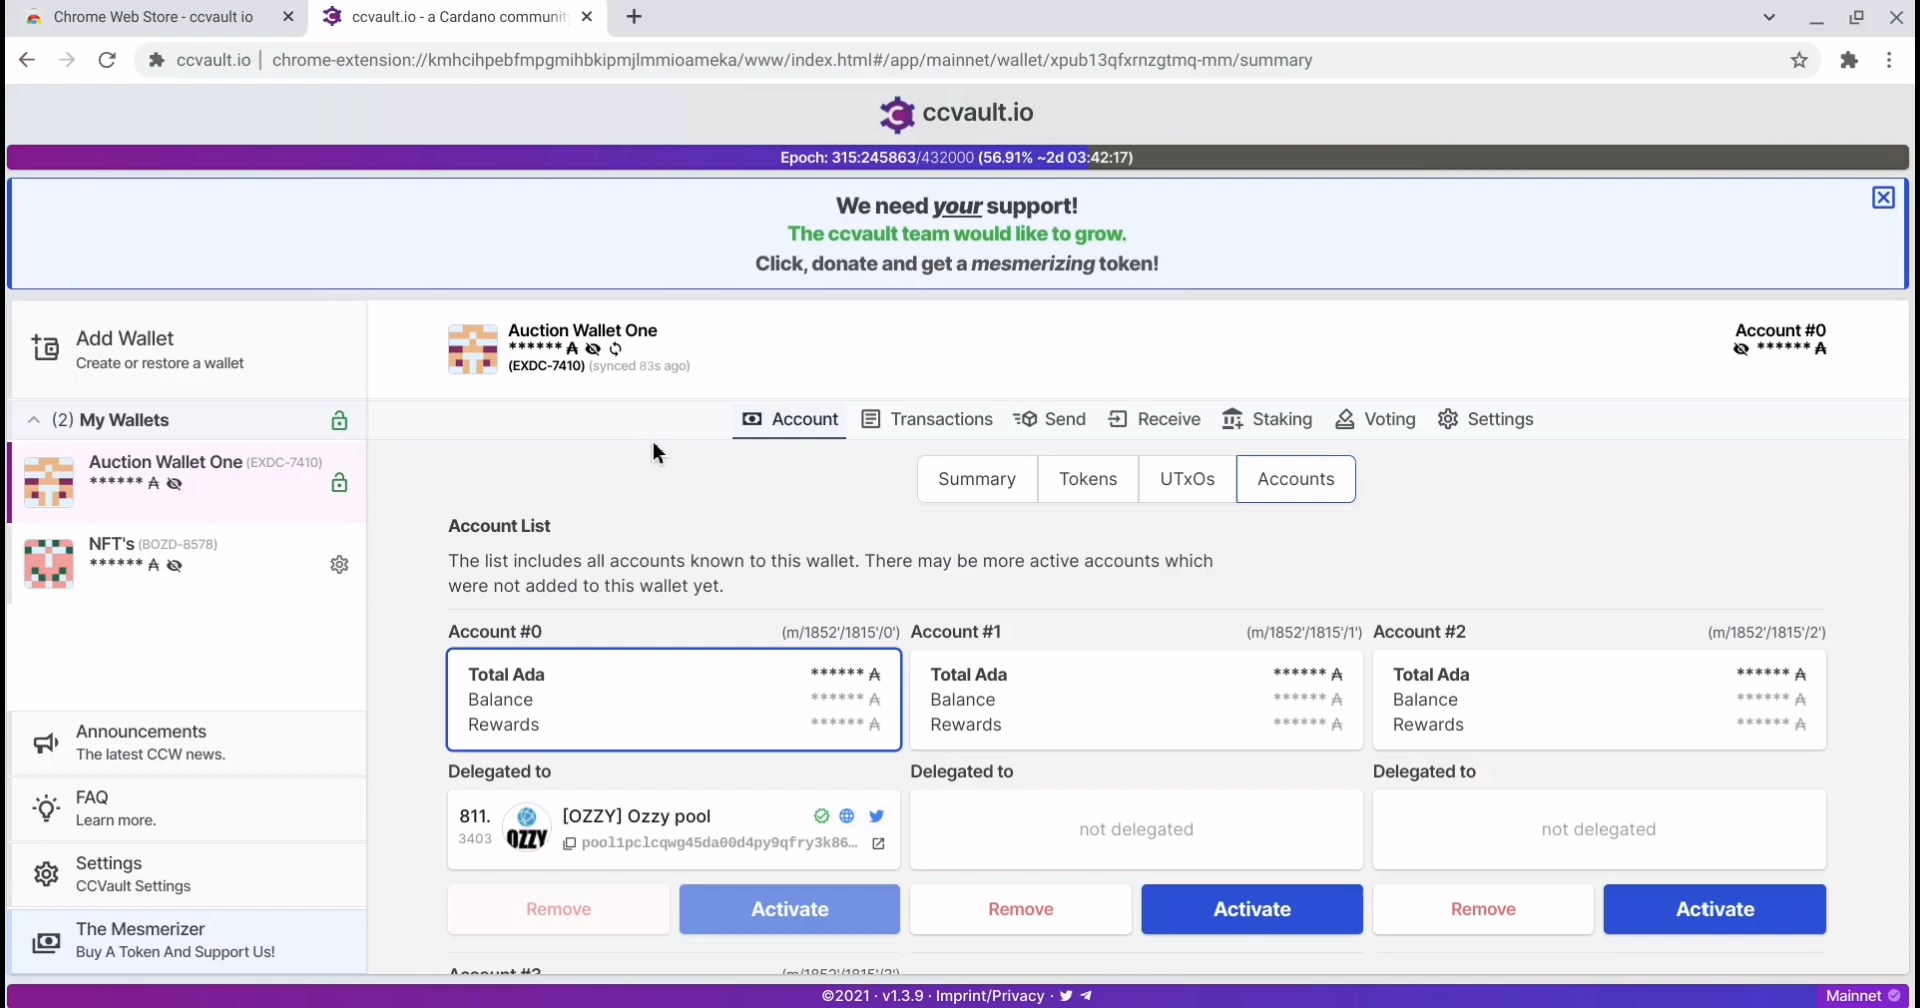 Chrome Web Store - ccvault io
ccvault.io - a Cardano communit
ccvault.io | chrome-extension://kmhcihpebfmpgmihbkipmjlmmioameka/www/index.html#/app/mainnet/wallet/xpub13qfxrnzgtmq-mm/summary
ccvault.io
Epoch: 315:245863/432000 (56.91% ~2d 03:42:17)
We need your support!
The ccvault team would like to grow.
Click, donate and get a mesmerizing token!
Add Wallet
Create or restore a wallet
(2) My Wallets
Auction Wallet One (EXDC-7410)
****** ₳
NFT's (BOZD-8578)
****** ₳
Announcements
The latest CCW news.
FAQ
Learn more.
Settings
CCVault Settings
The Mesmerizer
Buy A Token And Support Us!
Auction Wallet One
****** ₳
(EXDC-7410) (synced 83s ago)
Account #0
****** ₳
Account Transactions Send Receive Staking Voting Settings
Summary Tokens UTxOs Accounts
Account List
The list includes all accounts known to this wallet. There may be more active accounts which
were not added to this wallet yet.
Account #0 (m/1852'/1815'/0')
Total Ada ****** ₳
Balance ****** ₳
Rewards ****** ₳
Delegated to
811.
3403
OZZY
[OZZY] Ozzy pool
pool1pclcqwg45da00d4py9qfry3k86…
Remove Activate
Account #1 (m/1852'/1815'/1')
Total Ada ****** ₳
Balance ****** ₳
Rewards ****** ₳
Delegated to
not delegated
Remove Activate
Account #2 (m/1852'/1815'/2')
Total Ada ****** ₳
Balance ****** ₳
Rewards ****** ₳
Delegated to
not delegated
Remove Activate
Account #3 (m/1852'/1815'/3')
©2021 · v1.3.9 · Imprint/Privacy ·
Mainnet